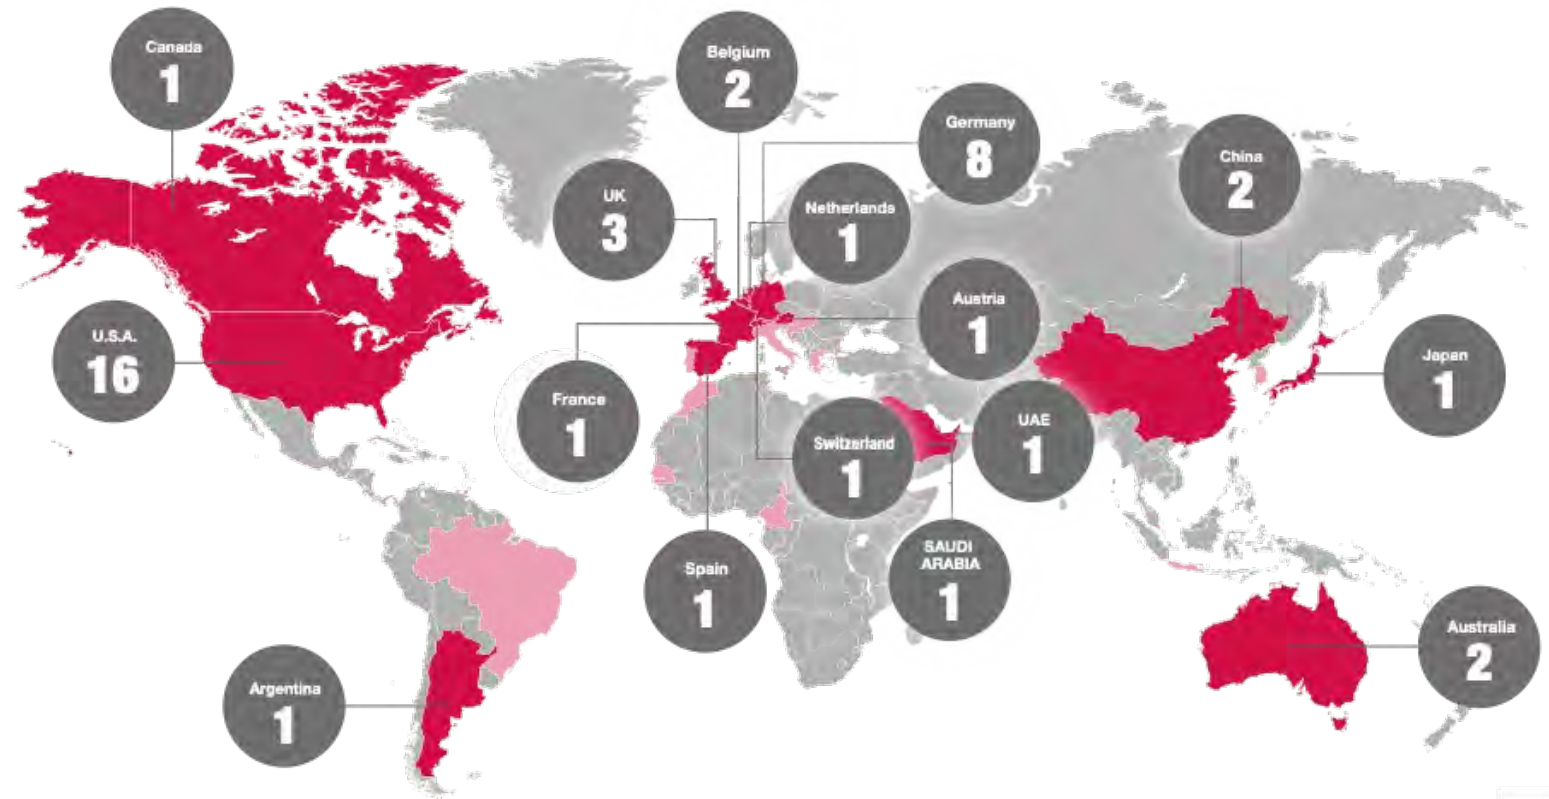 Canada
1
Belgium
2
Germany
8
China
2
UK
3
Netherlands
1
Austria
1
U.S.A.
16
Japan
1
France
1
Switzerland
1
UAE
1
Spain
1
SAUDI
ARABIA
1
Australia
2
Argentina
1